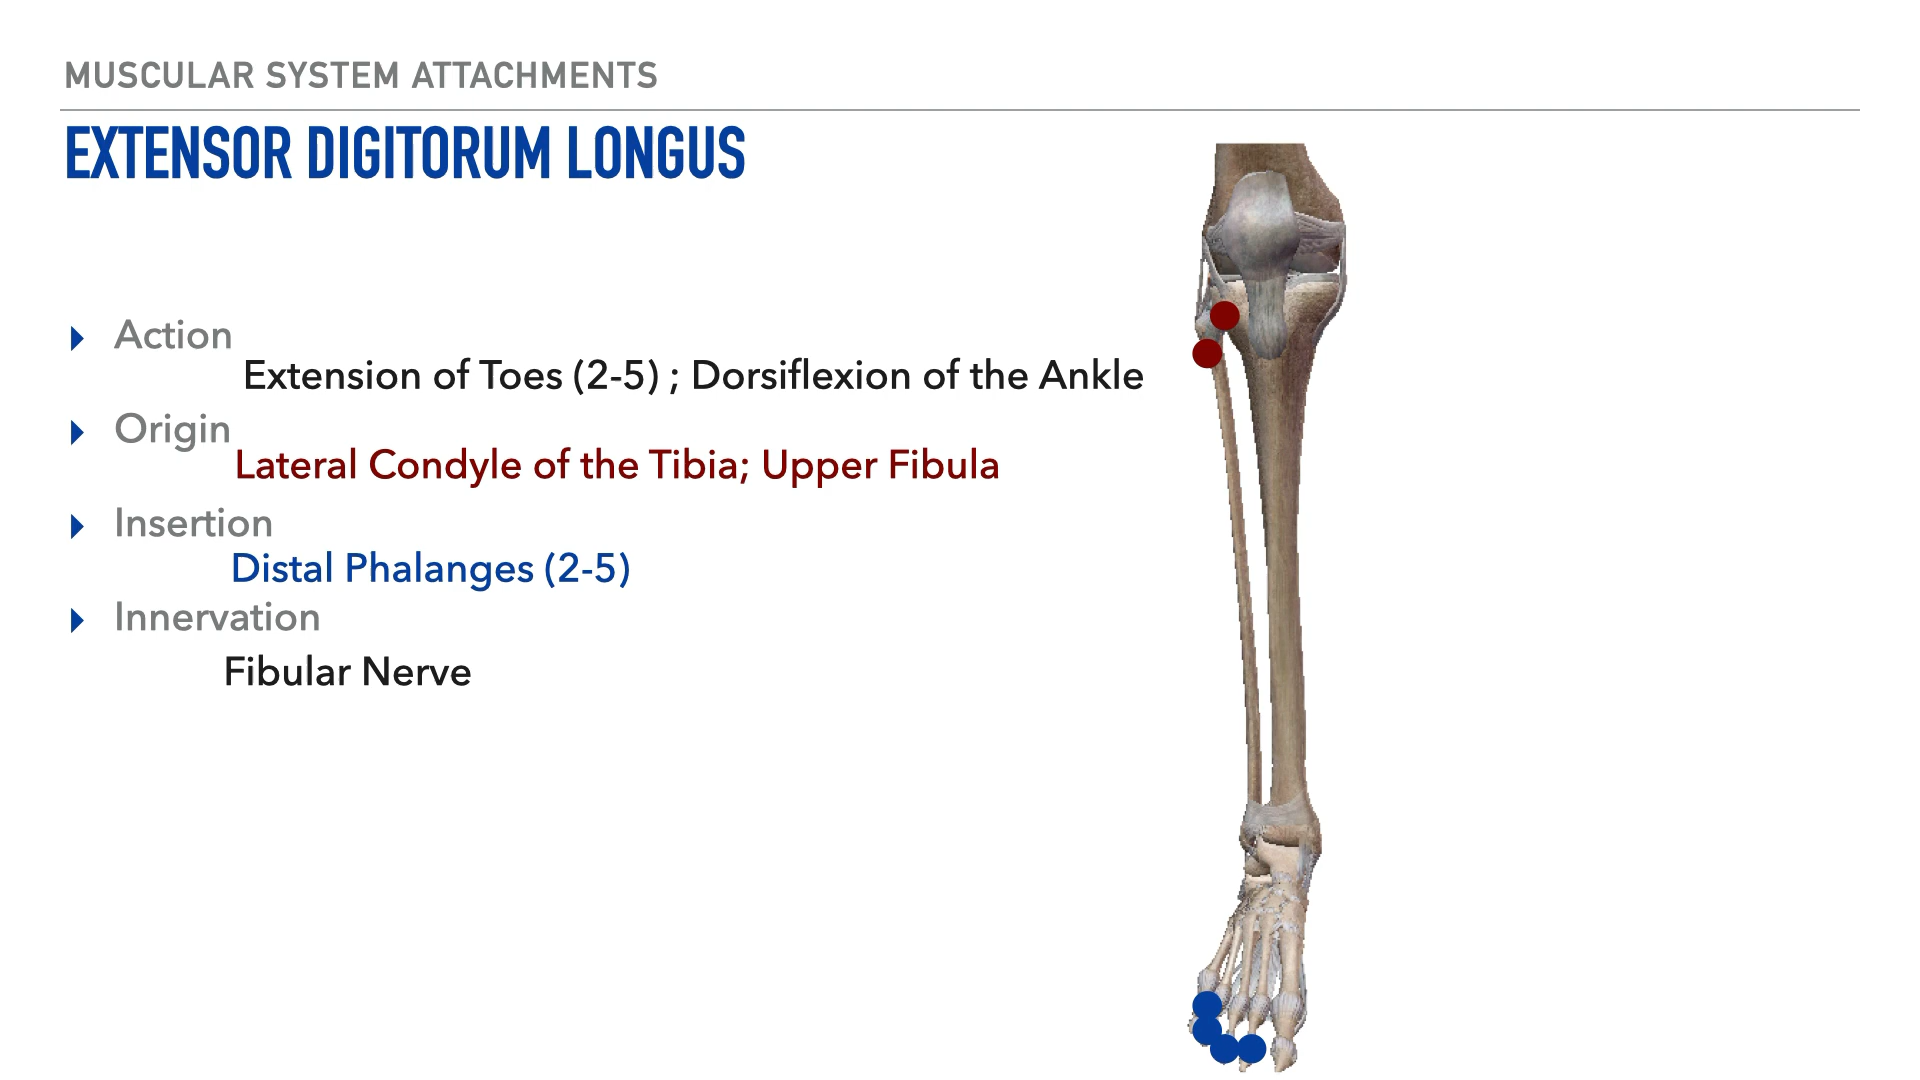 MUSCULAR SYSTEM ATTACHMENTS
EXTENSOR DIGITORUM LONGUS
Action
Extension of Toes (2-5) ; Dorsiflexion of the Ankle
Origin
Lateral Condyle of the Tibia; Upper Fibula
Insertion
Distal Phalanges (2-5)
Innervation
Fibular Nerve